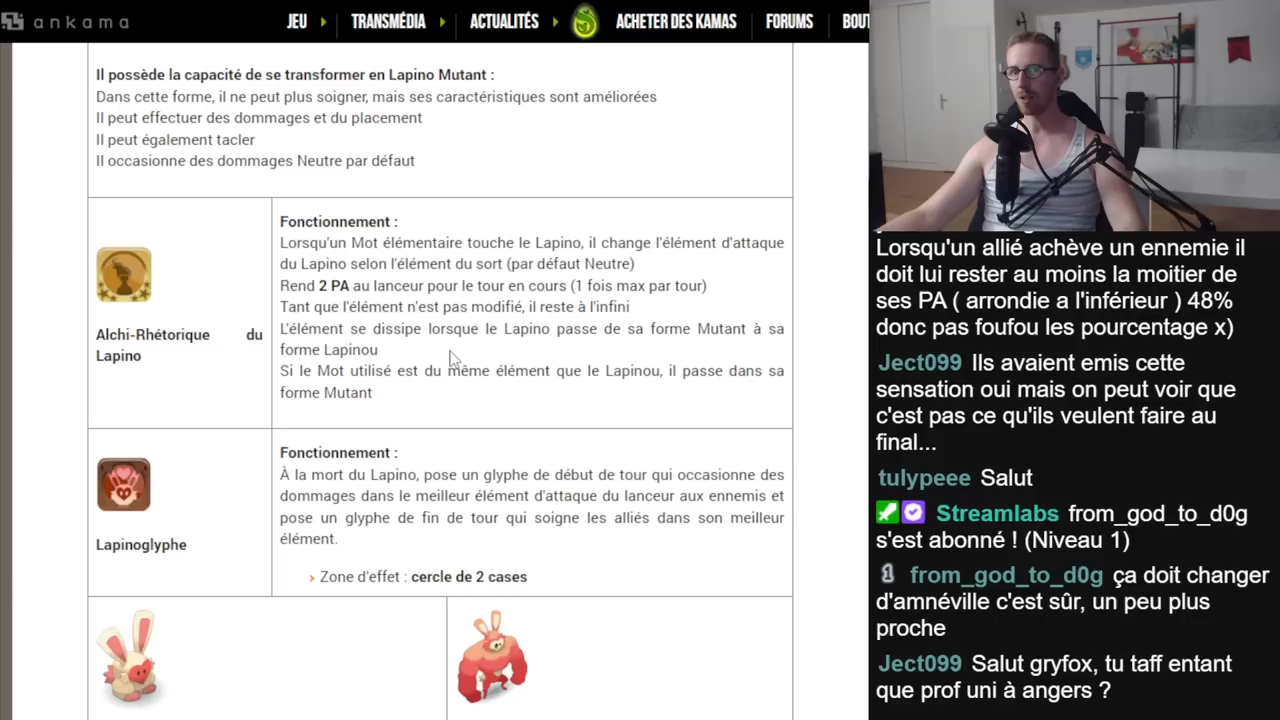 ankama
JEU
TRANSMÉDIA
ACTUALITÉS
ACHETER DES KAMAS
FORUMS
BOUT
Il possède la capacité de se transformer en Lapino Mutant :
Dans cette forme, il ne peut plus soigner, mais ses caractéristiques sont améliorées
Il peut effectuer des dommages et du placement
Il peut également tacler
Il occasionne des dommages Neutre par défaut
Alchi-Rhétorique du
Lapino
Fonctionnement :
Lorsqu'un Mot élémentaire touche le Lapino, il change l'élément d'attaque
du Lapino selon l'élément du sort (par défaut Neutre)
Rend 2 PA au lanceur pour le tour en cours (1 fois max par tour)
Tant que l'élément n'est pas modifié, il reste à l'infini
L'élément se dissipe lorsque le Lapino passe de sa forme Mutant à sa
forme Lapinou
Si le Mot utilisé est du même élément que le Lapinou, il passe dans sa
forme Mutant
Lapinoglyphe
Fonctionnement :
À la mort du Lapino, pose un glyphe de début de tour qui occasionne des
dommages dans le meilleur élément d'attaque du lanceur aux ennemis et
pose un glyphe de fin de tour qui soigne les alliés dans son meilleur
élément.
› Zone d'effet : cercle de 2 cases
Lorsqu'un allié achève un ennemie il
doit lui rester au moins la moitier de
ses PA ( arrondie a l'inférieur ) 48%
donc pas foufou les pourcentage x)
Ject099 Ils avaient emis cette
sensation oui mais on peut voir que
c'est pas ce qu'ils veulent faire au
final...
tulypeee Salut
Streamlabs from_god_to_d0g
s'est abonné ! (Niveau 1)
1 from_god_to_d0g ça doit changer
d'amnéville c'est sûr, un peu plus
proche
Ject099 Salut gryfox, tu taff entant
que prof uni à angers ?